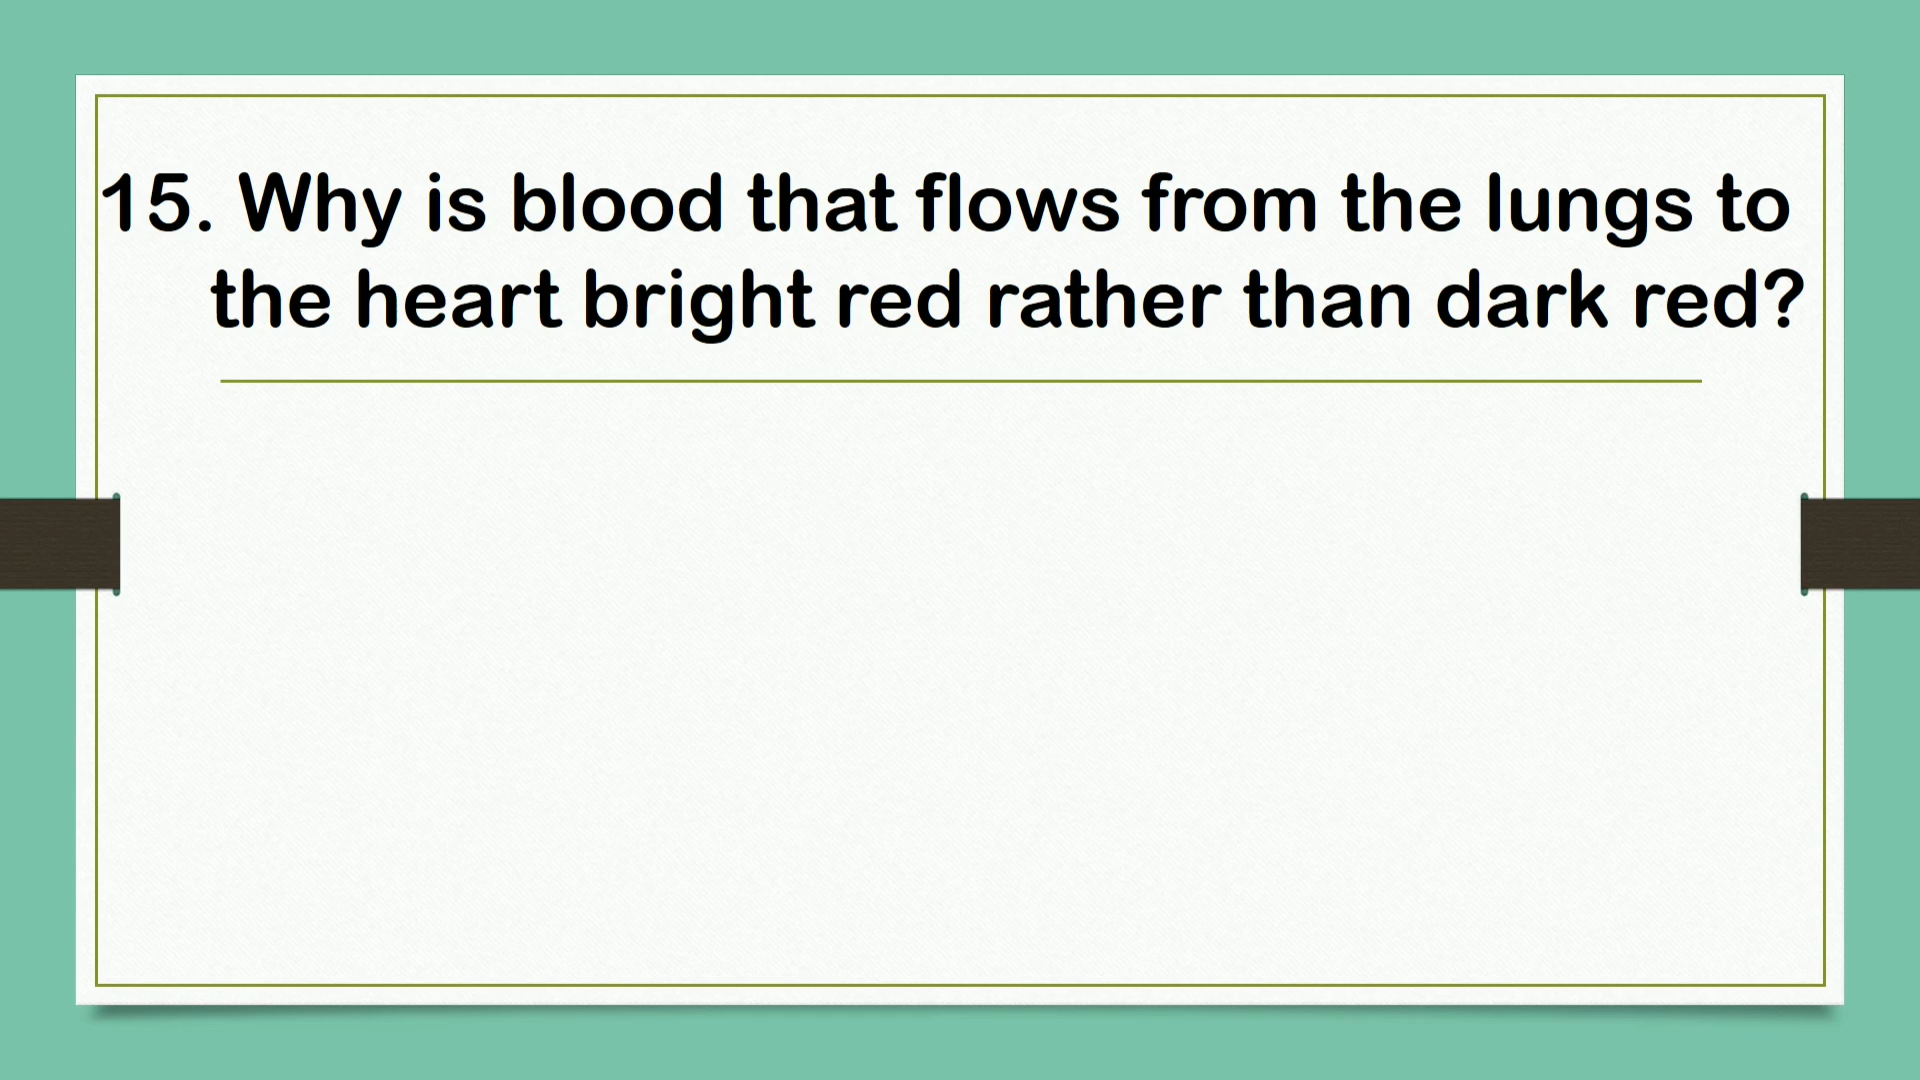 15. Why is blood that flows from the lungs to
the heart bright red rather than dark red?